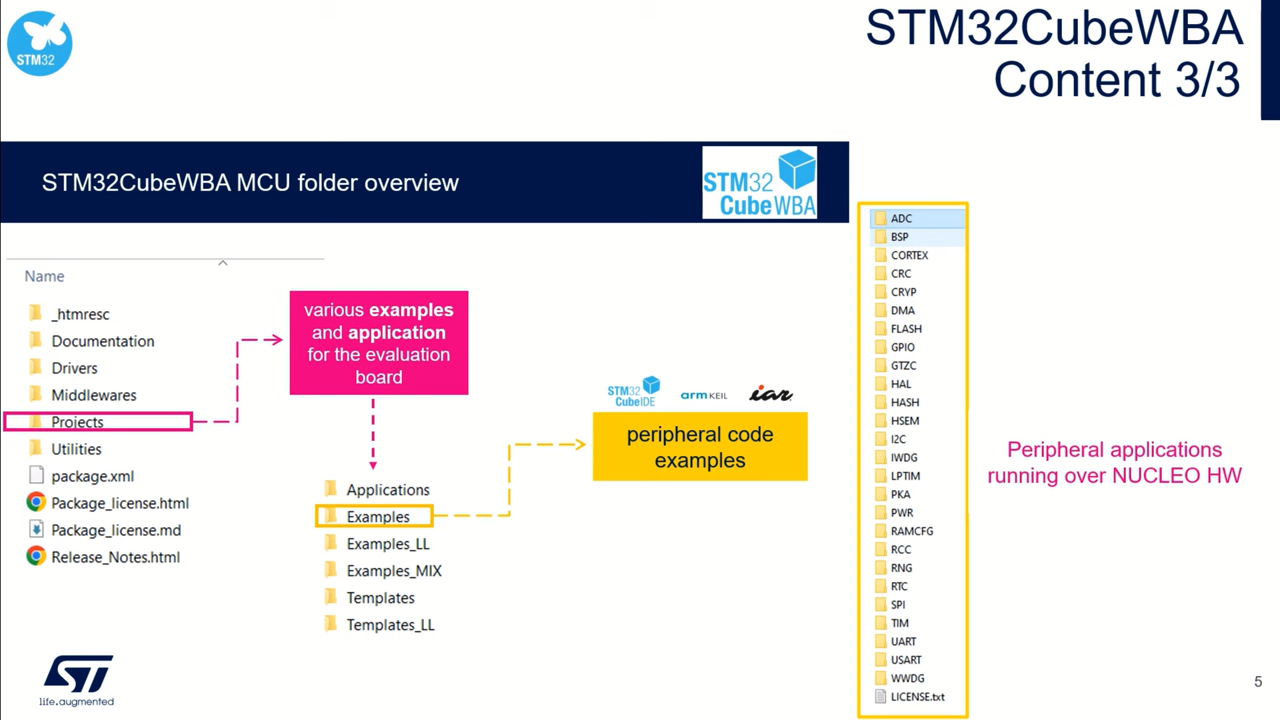 STM32
STM32CubeWBA
Content 3/3
STM32CubeWBA MCU folder overview
STM32
CubeWBA
Name
_htmresc
Documentation
Drivers
Middlewares
Projects
Utilities
package.xml
Package_license.html
Package_license.md
Release_Notes.html
various examples
and application
for the evaluation
board
Applications
Examples
Examples_LL
Examples_MIX
Templates
Templates_LL
STM32
CubeIDE
arm KEIL
iar
peripheral code
examples
ADC
BSP
CORTEX
CRC
CRYP
DMA
FLASH
GPIO
GTZC
HAL
HASH
HSEM
I2C
IWDG
LPTIM
PKA
PWR
RAMCFG
RCC
RNG
RTC
SPI
TIM
UART
USART
WWDG
LICENSE.txt
Peripheral applications
running over NUCLEO HW
ST
life.augmented
5